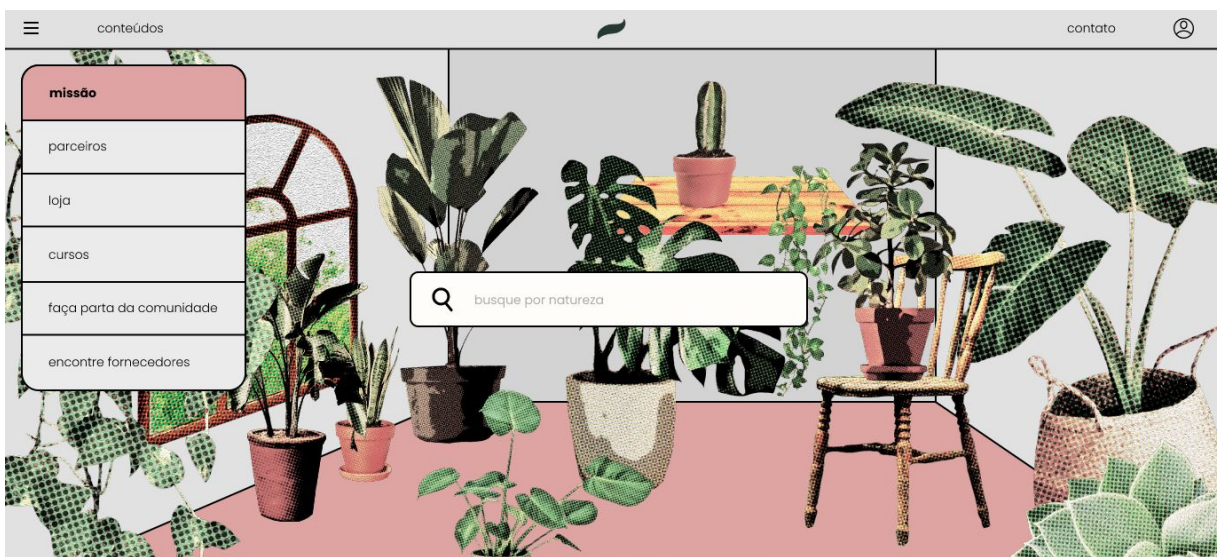 conteúdos
contato
missão
parceiros
loja
cursos
faça parta da comunidade
encontre fornecedores
busque por natureza